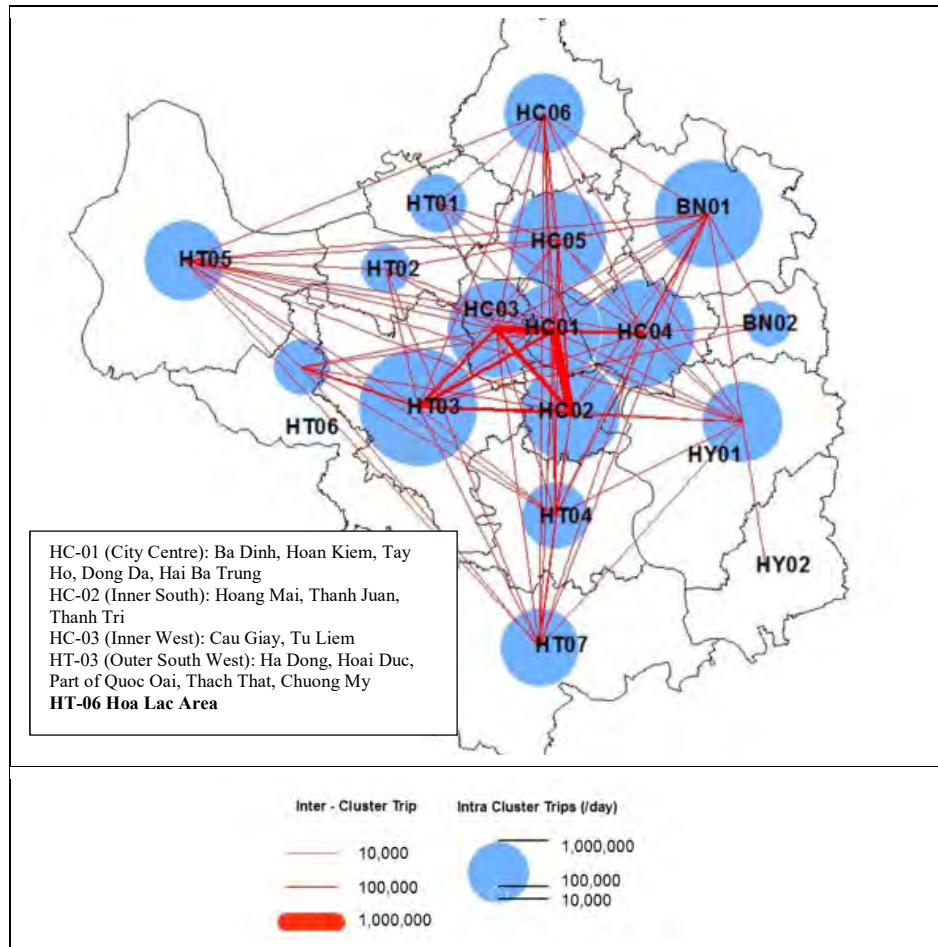 HC06
HT01
BN01
HC05
HT05
HT02
HC03
HC01
HC04
BN02
HT03
HC02
HT06
HY01
HT04
HY02
HT07
HC-01 (City Centre): Ba Dinh, Hoan Kiem, Tay
Ho, Dong Da, Hai Ba Trung
HC-02 (Inner South): Hoang Mai, Thanh Juan,
Thanh Tri
HC-03 (Inner West): Cau Giay, Tu Liem
HT-03 (Outer South West): Ha Dong, Hoai Duc,
Part of Quoc Oai, Thach That, Chuong My
HT-06 Hoa Lac Area
Inter - Cluster Trip
10,000
100,000
1,000,000
Intra Cluster Trips (/day)
1,000,000
100,000
10,000